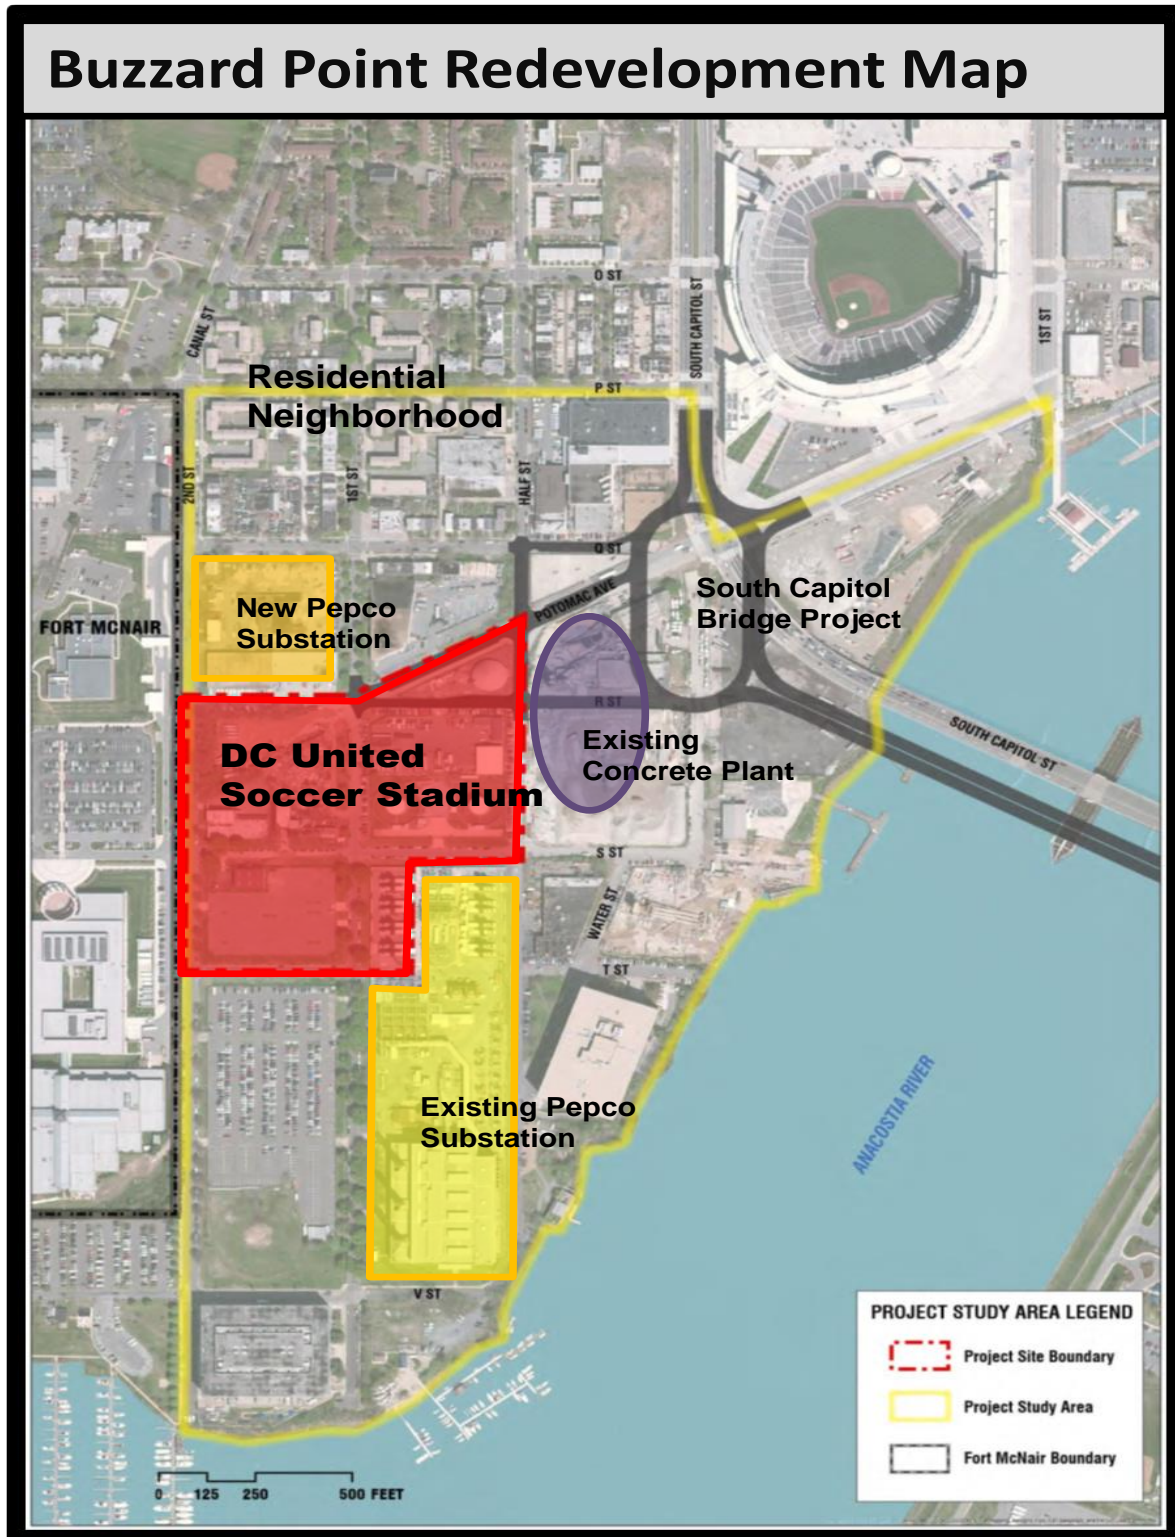 Buzzard Point Redevelopment Map
O ST
CANAL ST
SOUTH CAPITOL ST
1ST ST
Residential
Neighborhood
P ST
2ND ST
1ST ST
HALF ST
Q ST
POTOMAC AVE
South Capitol
Bridge Project
New Pepco
Substation
FORT MCNAIR
R ST
SOUTH CAPITOL ST
DC United
Soccer Stadium
Existing
Concrete Plant
S ST
WATER ST
T ST
ANACOSTIA RIVER
Existing Pepco
Substation
V ST
PROJECT STUDY AREA LEGEND
Project Site Boundary
Project Study Area
Fort McNair Boundary
0 125 250 500 FEET